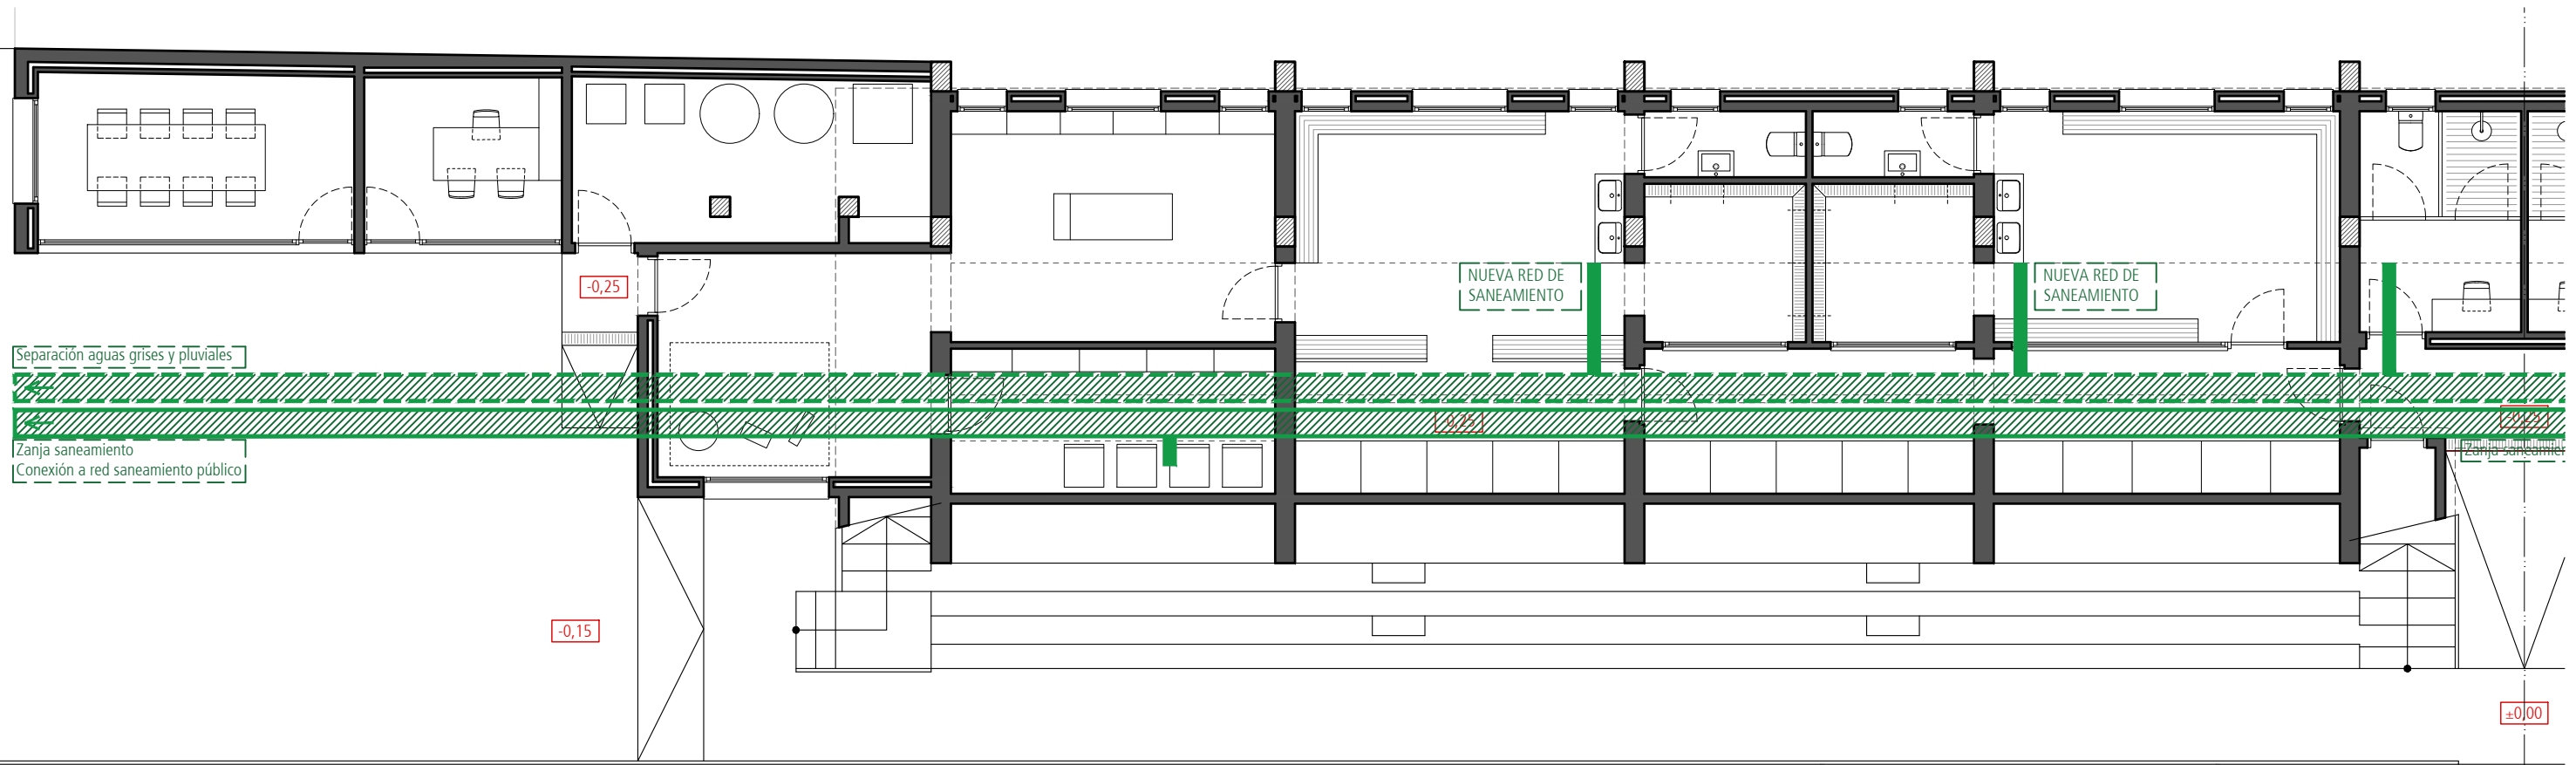 NUEVA RED DE
SANEAMIENTO
NUEVA RED DE
SANEAMIENTO
-0,25
Separación aguas grises y pluviales
-0,25
Zanja saneamiento
Conexión a red saneamiento público
Zanja
-0,15
±0,00